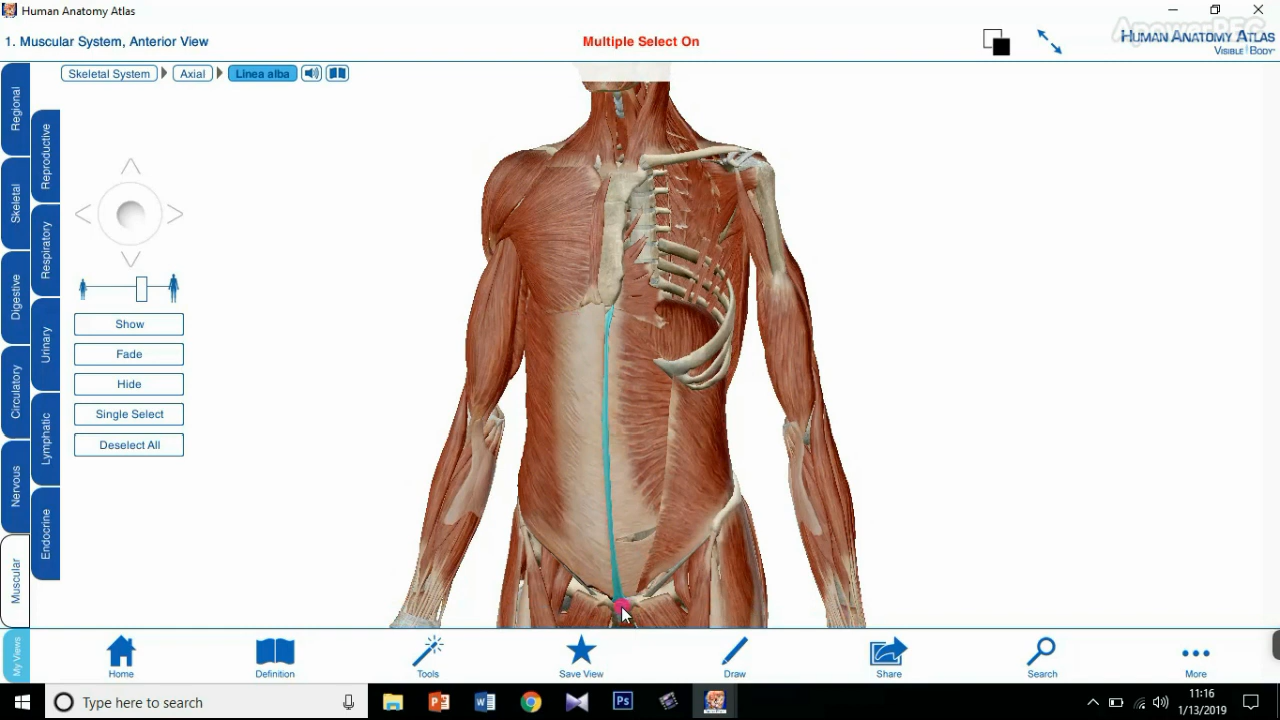 Human Anatomy Atlas
1. Muscular System, Anterior View
Multiple Select On
ApowerREC
HUMAN ANATOMY ATLAS
VISIBLE BODY
Skeletal System
Axial
Linea alba
Regional
Skeletal
Digestive
Circulatory
Nervous
Muscular
My Views
Reproductive
Respiratory
Urinary
Lymphatic
Endocrine
Show
Fade
Hide
Single Select
Deselect All
Home
Definition
Tools
Save View
Draw
Share
Search
More
Type here to search
11:16
1/13/2019